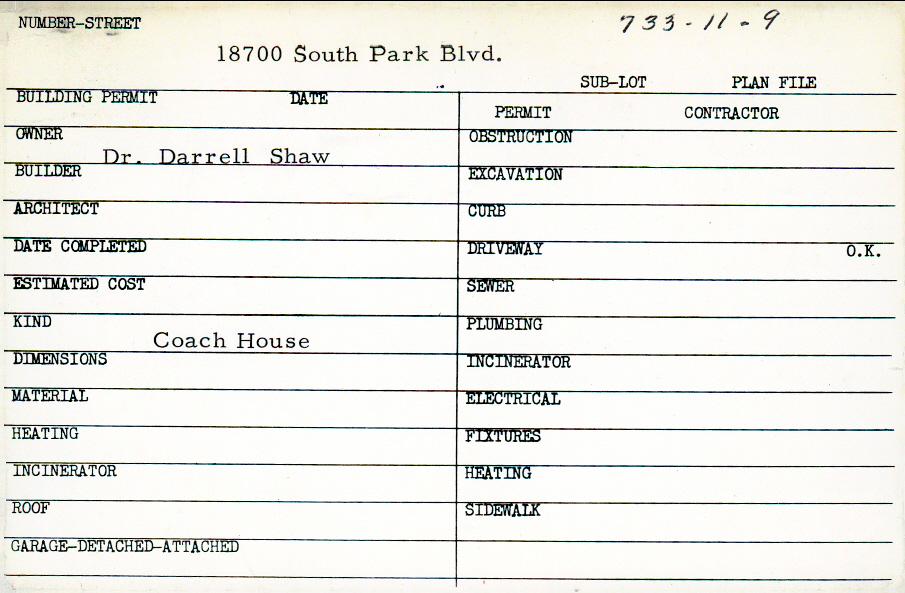 NUMBER-STREET 733-11-9
18700 South Park Blvd.
SUB-LOT PLAN FILE
BUILDING PERMIT DATE
PERMIT CONTRACTOR
OWNER Dr. Darrell Shaw
BUILDER
ARCHITECT
DATE COMPLETED
ESTIMATED COST
KIND Coach House
DIMENSIONS
MATERIAL
HEATING
INCINERATOR
ROOF
GARAGE-DETACHED-ATTACHED
OBSTRUCTION
EXCAVATION
CURB
DRIVEWAY O.K.
SEWER
PLUMBING
INCINERATOR
ELECTRICAL
FIXTURES
HEATING
SIDEWALK